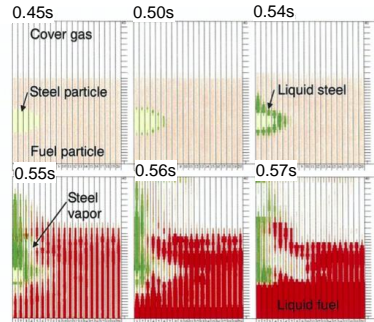 0.45s
0.50s
0.54s
Cover gas
Steel particle
Liquid steel
Fuel particle
0.55s
0.56s
0.57s
Steel
vapor
Liquid fuel